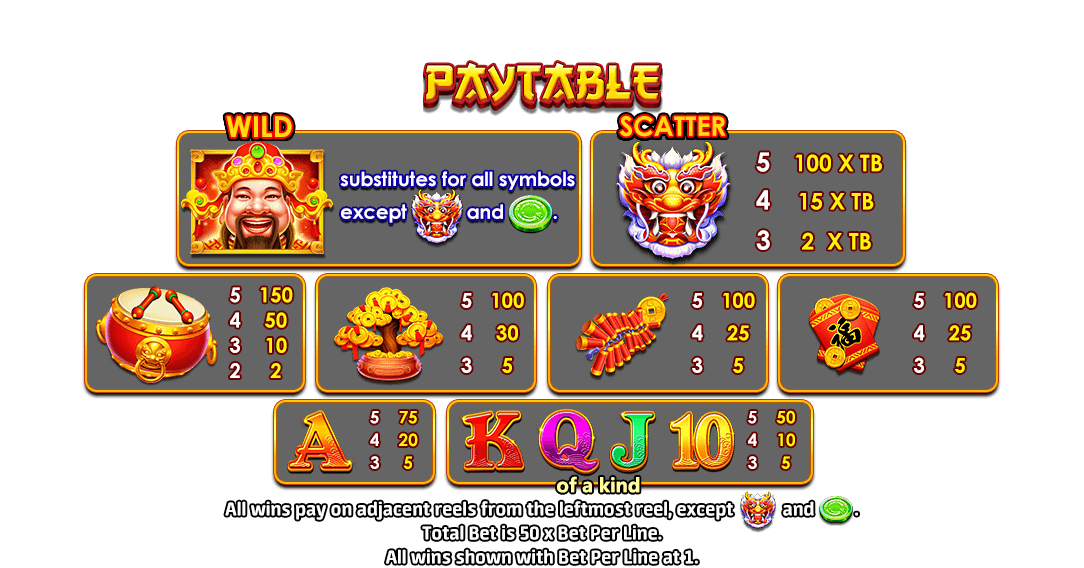 PAYTABLE
WILD
substitutes for all symbols
except and .
SCATTER
5 100 X TB
4 15 X TB
3 2 X TB
5 150
4 50
3 10
2 2
5 100
4 30
3 5
5 100
4 25
3 5
福
5 100
4 25
3 5
A
5 75
4 20
3 5
K Q J 10
5 50
4 10
3 5
of a kind
All wins pay on adjacent reels from the leftmost reel, except and .
Total Bet is 50 x Bet Per Line.
All wins shown with Bet Per Line at 1.